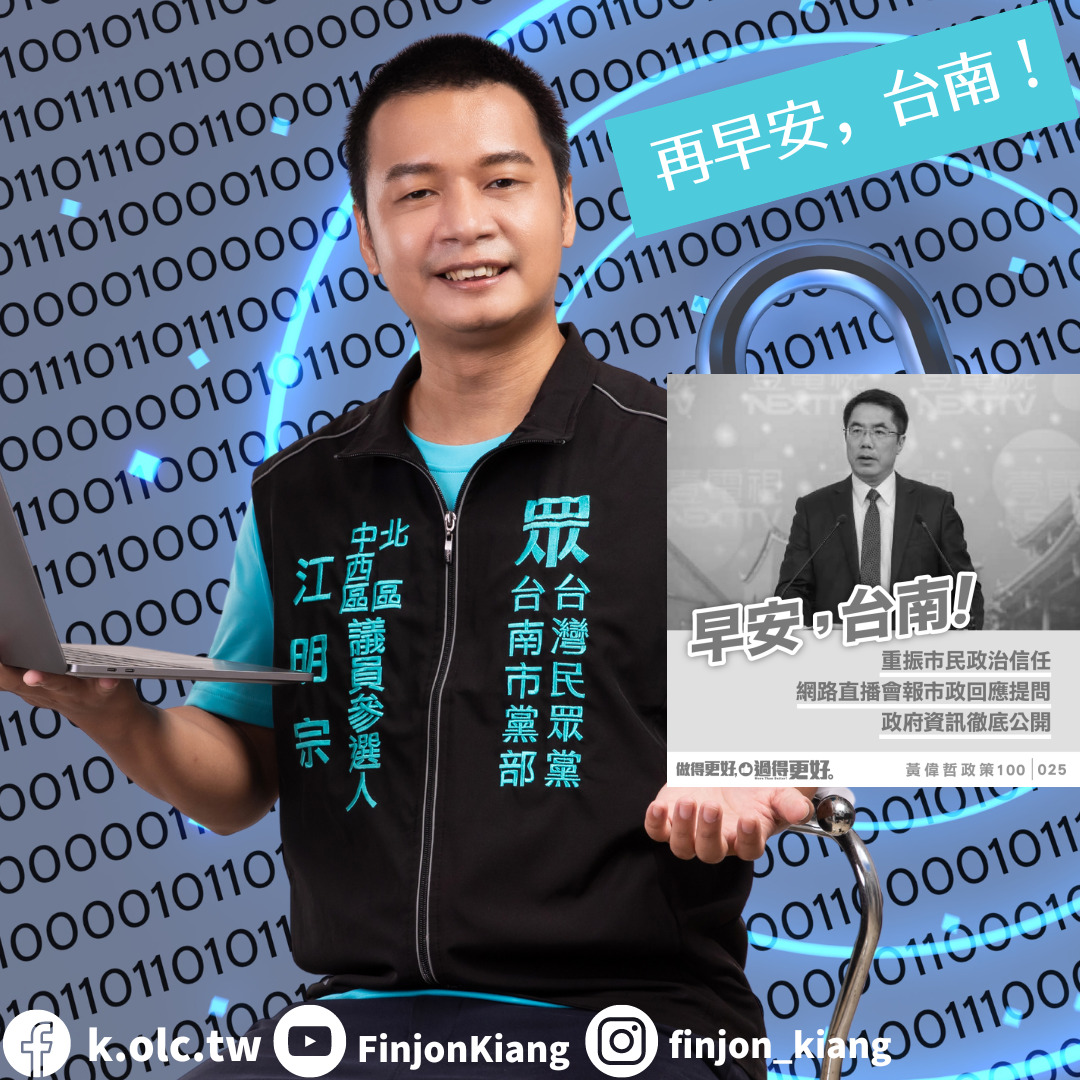 再早安，台南！
北區
中西區
議員參選人
江明宗
眾
台灣民眾黨
台南市黨部
NEXTTV
NEXTTV
早安，台南!
重振市民政治信任
網路直播會報市政回應提問
政府資訊徹底公開
做得更好,過得更好。
黃偉哲政策100|025
k.olc.tw
FinjonKiang
finjon_kiang